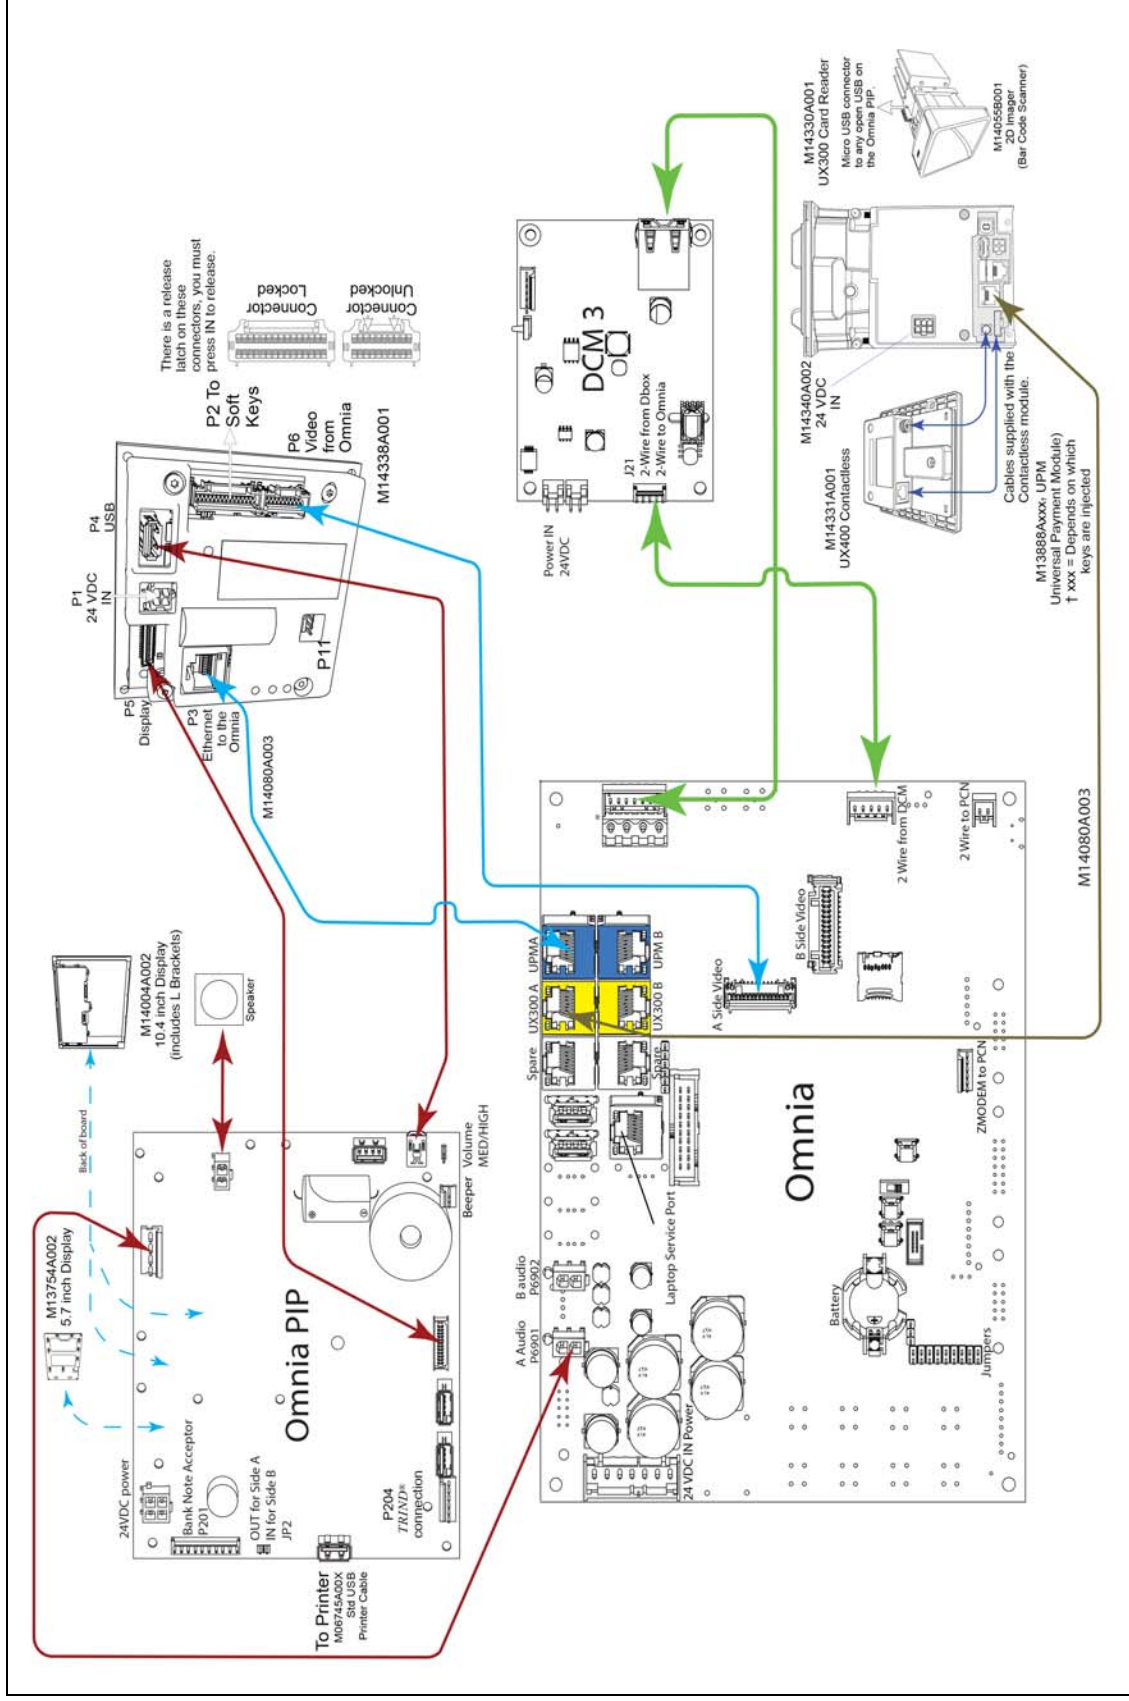 There is a release
latch on these
connectors, you must
press IN to release.
Connector
Locked
Connector
Unlocked
P2 To
Soft
Keys
P6
Video
from
Omnia
M14338A001
P4
USB
P1
24 VDC
IN
P5
Display
P3
Ethernet
to the
Omnia
P11
M14080A003
M14004A002
10.4 inch Display
(includes L Brackets)
Speaker
Back of board
M13754A002
5.7 inch Display
24VDC power
Bank Note Acceptor
P201
OUT for Side A
IN for Side B
JP2
Omnia PIP
Beeper
Volume
MED/HIGH
P204
TRIND®
connection
To Printer
M06745A00X
Std USB
Printer Cable
M14330A001
UX300 Card Reader
Micro USB connector
to any open USB on
the Omnia PIP.
M14055B001
2D Imager
(Bar Code Scanner)
DCM 3
J21
2-Wire from Dbox
2-Wire to Omnia
Power IN
24VDC
M14340A002
24 VDC
IN
M14331A001
UX400 Contactless
Cables supplied with the
Contactless module.
M13888Axxx† UPM
Universal Payment Module)
† xxx = Depends on which
keys are injected
M14080A003
UPMA
UPM B
UX300 A
UX300 B
Spare
Spare
A Side Video
B Side Video
2 Wire from DCM
2 Wire to PCN
ZMODEM to PCN
Omnia
Laptop Service Port
B audio
P6902
A Audio
P6901
24 VDC IN Power
Battery
Jumpers